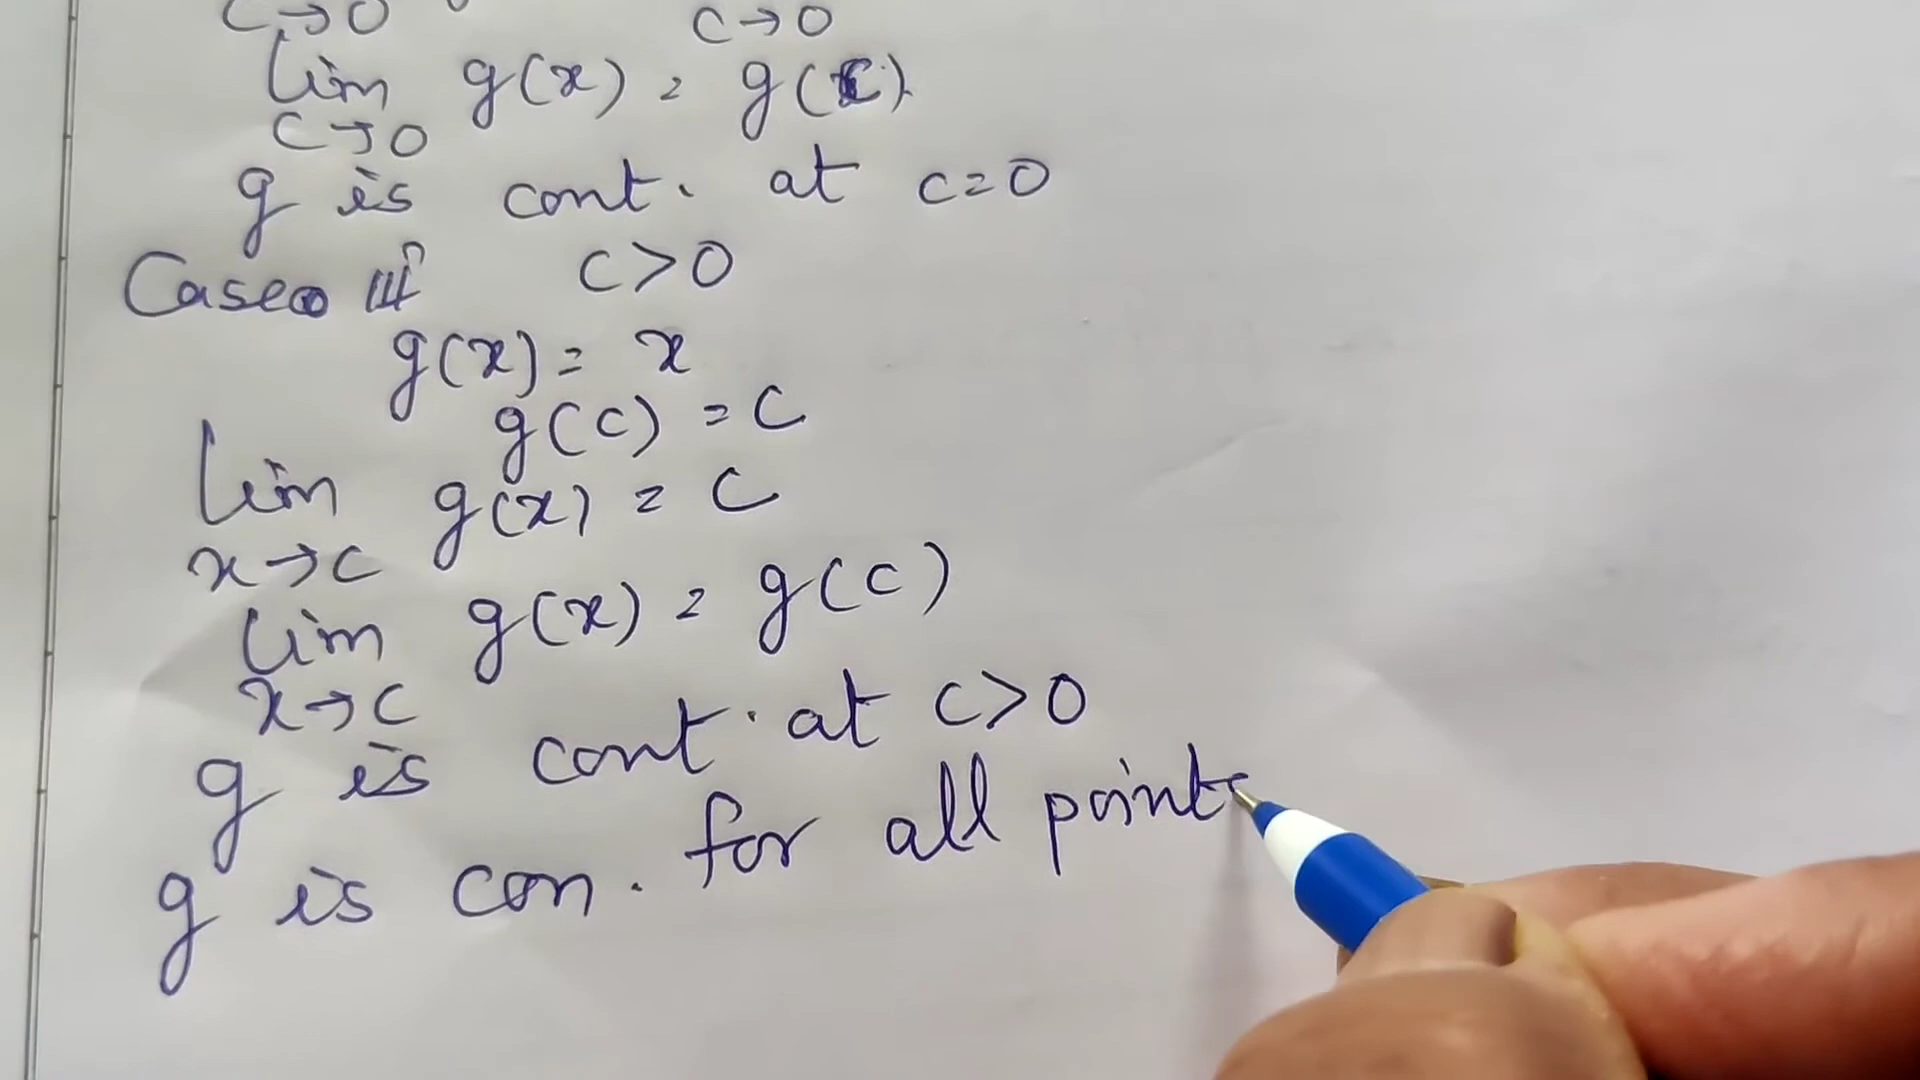 C→0 C→0
lim g(x) = g(C).
C→0
g is cont. at c=0
Case III C>0
g(x) = x
g(c) = C
lim g(x) = C
x→c
lim g(x) = g(c)
x→c
g is cont. at C>0
g is con. for all points